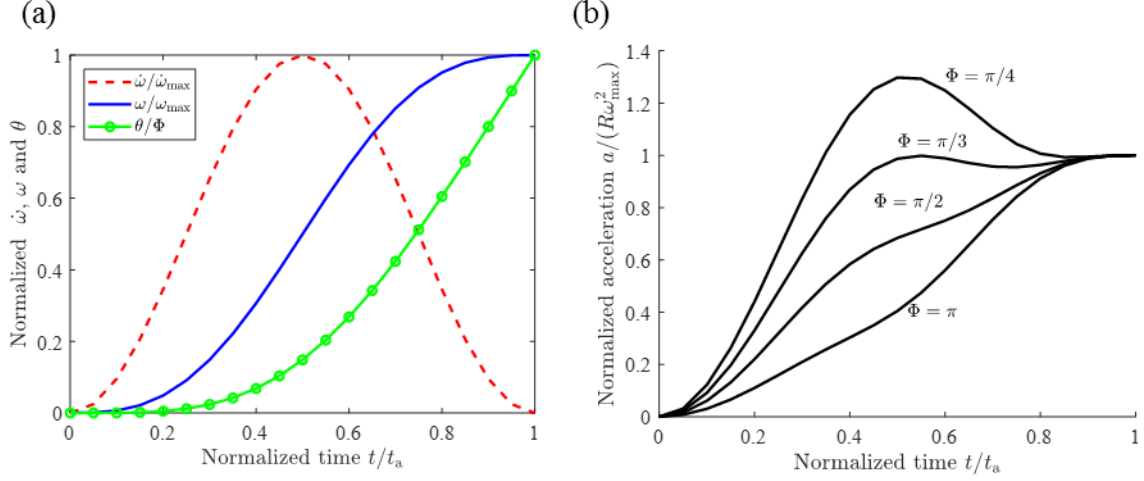 (a)
Normalized ω̇, ω and θ
1
0.8
0.6
0.4
0.2
0
ω̇/ω̇max
ω/ωmax
θ/Φ
0 0.2 0.4 0.6 0.8 1
Normalized time t/ta
(b)
Normalized acceleration a/(Rω²max)
1.4
1.2
1.0
0.8
0.6
0.4
0.2
0
Φ = π/4
Φ = π/3
Φ = π/2
Φ = π
0 0.2 0.4 0.6 0.8 1
Normalized time t/ta